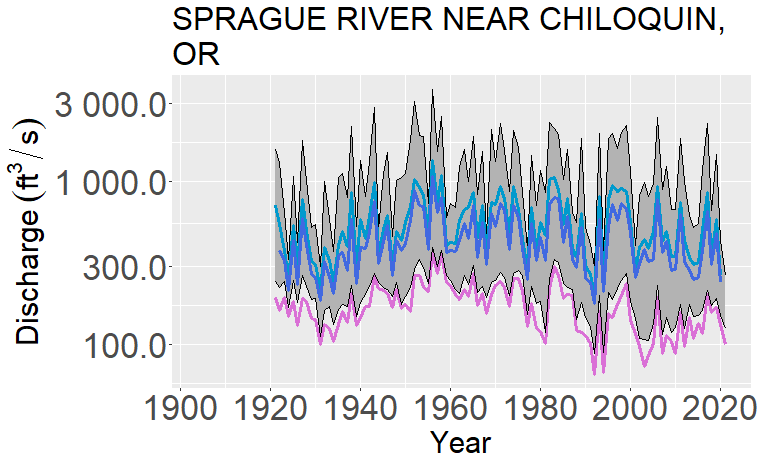 SPRAGUE RIVER NEAR CHILOQUIN,
OR
Discharge (ft³/s)
3 000.0
1 000.0
300.0
100.0
1900 1920 1940 1960 1980 2000 2020
Year